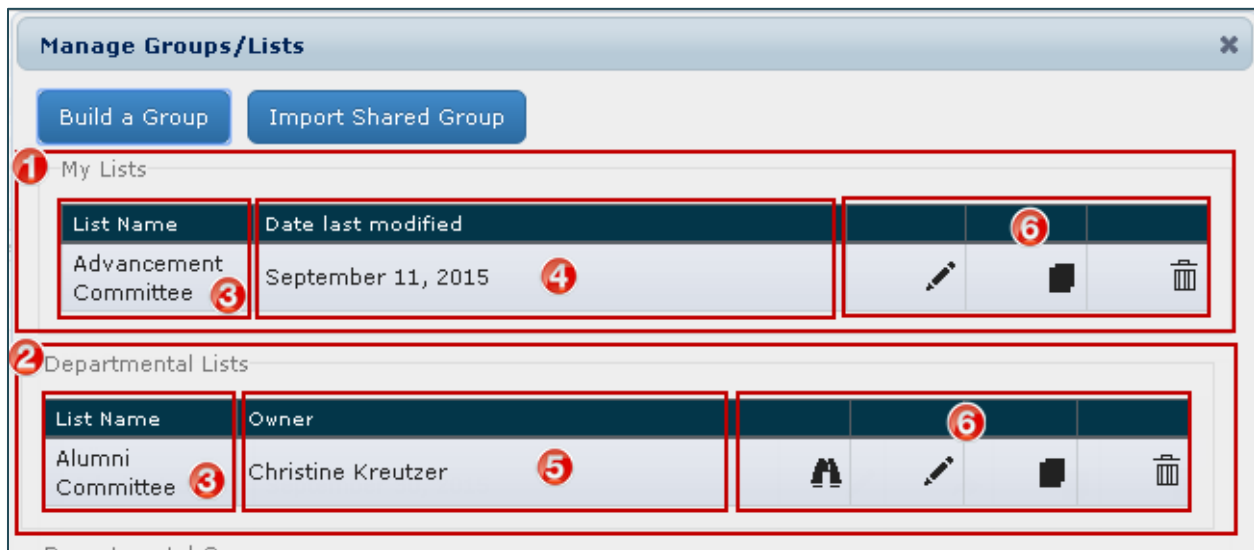 Manage Groups/Lists
Build a Group Import Shared Group
1 My Lists
List Name Date last modified 6
Advancement
Committee 3 September 11, 2015 4
2 Departmental Lists
List Name Owner 6
Alumni
Committee 3 Christine Kreutzer 5